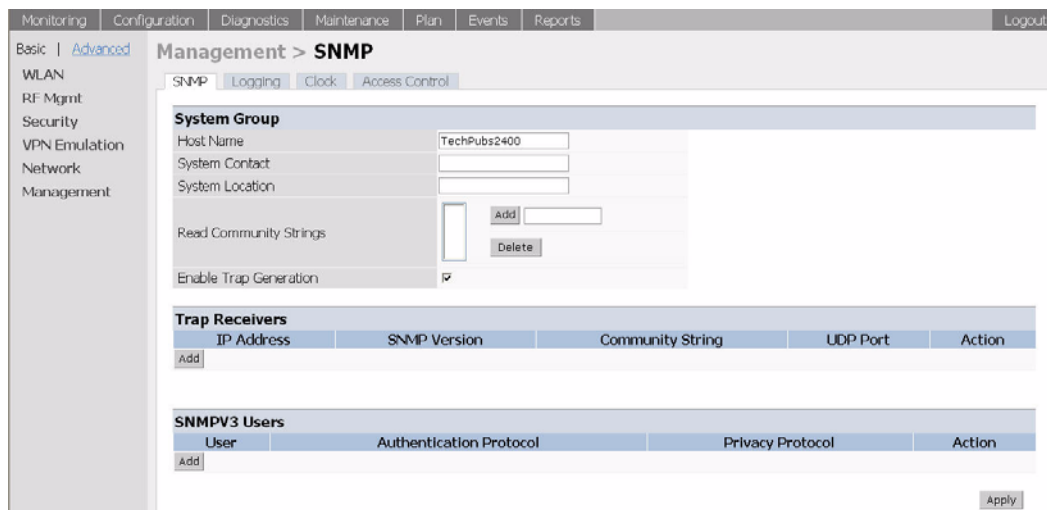 Monitoring Configuration Diagnostics Maintenance Plan Events Reports Logout
Basic | Advanced
WLAN
RF Mgmt
Security
VPN Emulation
Network
Management
Management > SNMP
SNMP Logging Clock Access Control
System Group
Host Name TechPubs2400
System Contact
System Location
Read Community Strings Add
Delete
Enable Trap Generation
Trap Receivers
IP Address SNMP Version Community String UDP Port Action
Add
SNMPV3 Users
User Authentication Protocol Privacy Protocol Action
Add
Apply